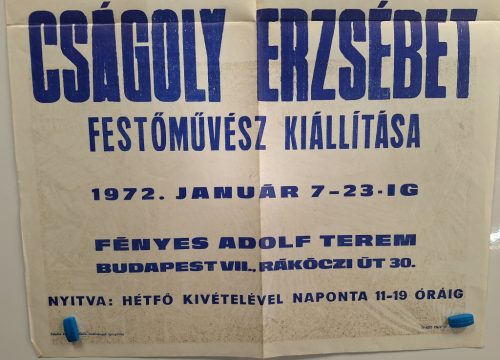 CSÁGOLY ERZSÉBET
FESTŐMŰVÉSZ KIÁLLÍTÁSA
1972. JANUÁR 7-23-IG
FÉNYES ADOLF TEREM
BUDAPEST VII., RÁKÓCZI ÚT 30.
NYITVA: HÉTFŐ KIVÉTELÉVEL NAPONTA 11-19 ÓRÁIG